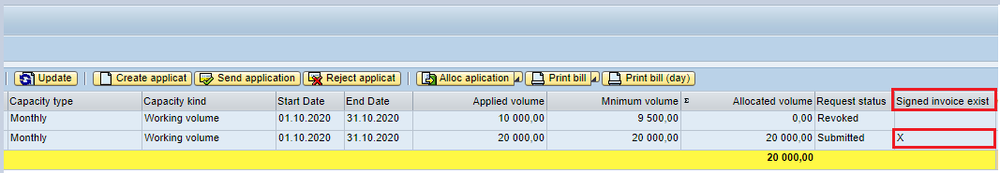 Update Create applicat Send application Reject applicat Alloc aplication Print bill Print bill (day)
Capacity type Capacity kind Start Date End Date Applied volume Mnimum volume Σ Allocated volume Request status Signed invoice exist
Monthly Working volume 01.10.2020 31.10.2020 10 000,00 9 500,00 0,00 Revoked
Monthly Working volume 01.10.2020 31.10.2020 20 000,00 20 000,00 20 000,00 Submitted X
20 000,00